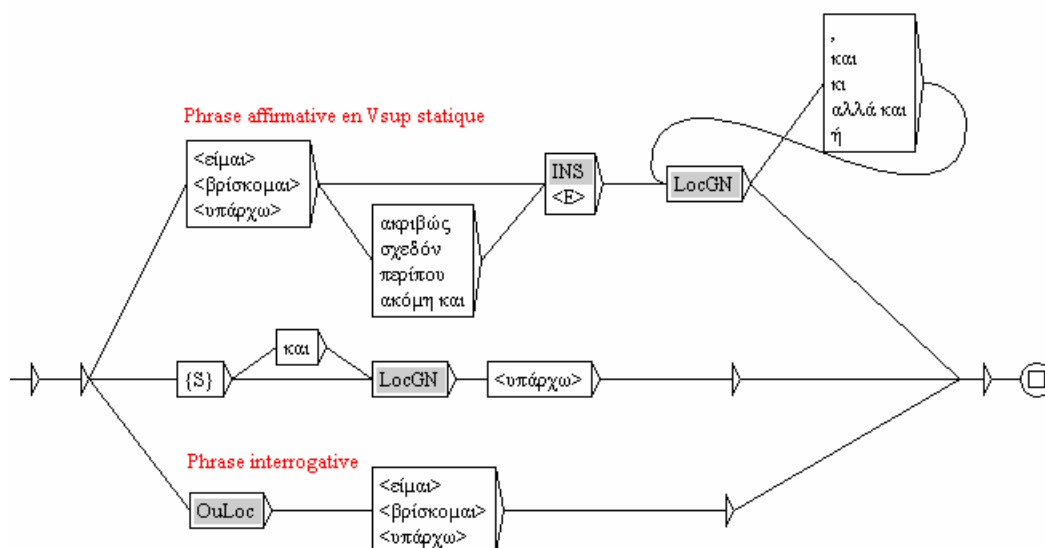 ,
και
κι
αλλά και
ή
Phrase affirmative en Vsup statique
<είμαι>
<βρίσκομαι>
<υπάρχω>
INS
<E>
LocGN
ακριβώς
σχεδόν
περίπου
ακόμη και
και
{S}
LocGN
<υπάρχω>
Phrase interrogative
OuLoc
<είμαι>
<βρίσκομαι>
<υπάρχω>